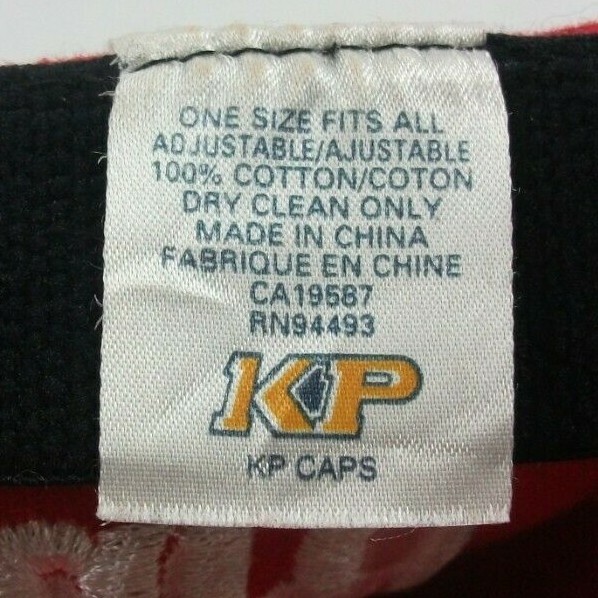 ONE SIZE FITS ALL
ADJUSTABLE/AJUSTABLE
100% COTTON/COTON
DRY CLEAN ONLY
MADE IN CHINA
FABRIQUE EN CHINE
CA19587
RN94493
KP
KP CAPS